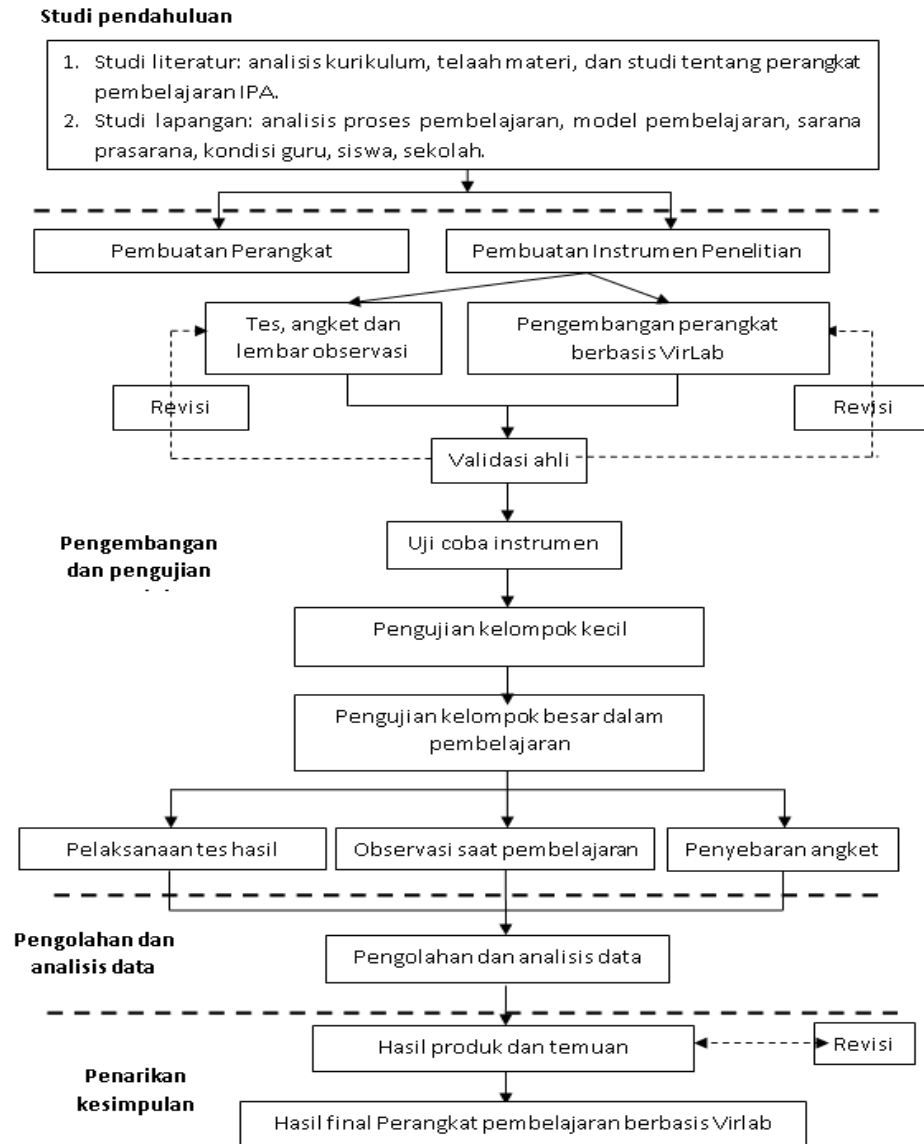 Studi pendahuluan
1. Studi literatur: analisis kurikulum, telaah materi, dan studi tentang perangkat
pembelajaran IPA.
2. Studi lapangan: analisis proses pembelajaran, model pembelajaran, sarana
prasarana, kondisi guru, siswa, sekolah.
Pembuatan Perangkat
Pembuatan Instrumen Penelitian
Tes, angket dan
lembar observasi
Pengembangan perangkat
berbasis VirLab
Revisi
Revisi
Validasi ahli
Pengembangan
dan pengujian
Uji coba instrumen
Pengujian kelompok kecil
Pengujian kelompok besar dalam
pembelajaran
Pelaksanaan tes hasil
Observasi saat pembelajaran
Penyebaran angket
Pengolahan dan
analisis data
Pengolahan dan analisis data
Hasil produk dan temuan
Revisi
Penarikan
kesimpulan
Hasil final Perangkat pembelajaran berbasis Virlab